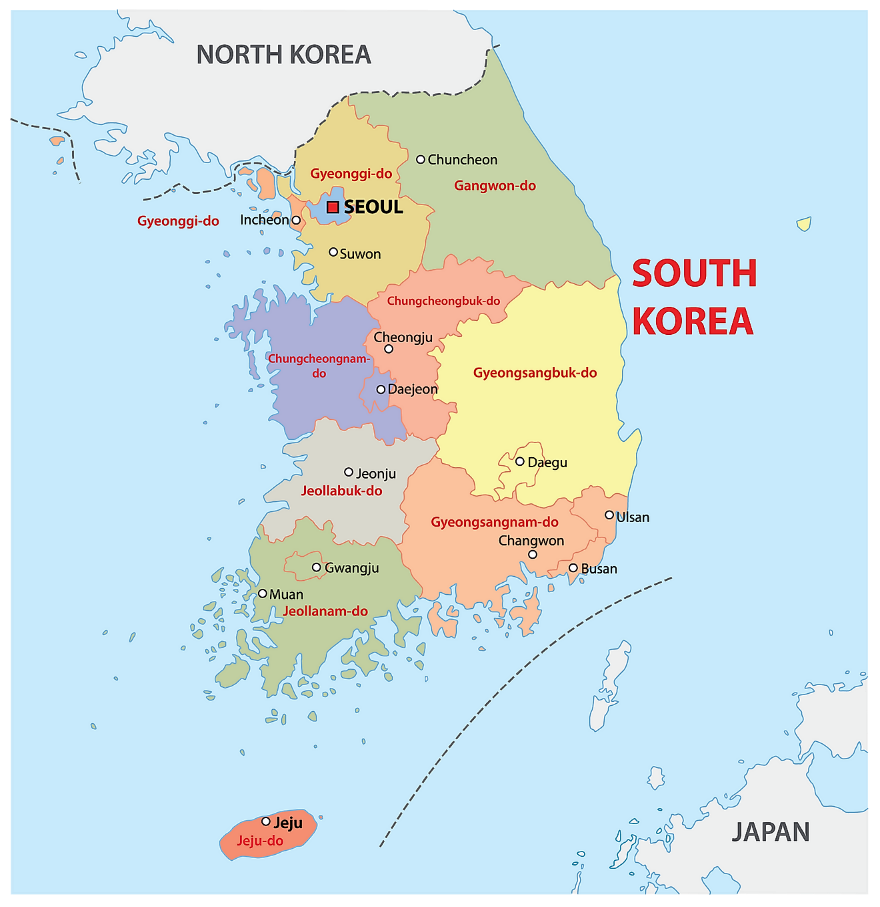 NORTH KOREA
Chuncheon
Gyeonggi-do
Gangwon-do
SEOUL
Gyeonggi-do
Incheon
Suwon
SOUTH
KOREA
Chungcheongbuk-do
Cheongju
Chungcheongnam-
do
Gyeongsangbuk-do
Daejeon
Daegu
Jeonju
Jeollabuk-do
Ulsan
Gyeongsangnam-do
Changwon
Gwangju
Busan
Muan
Jeollanam-do
Jeju
Jeju-do
JAPAN